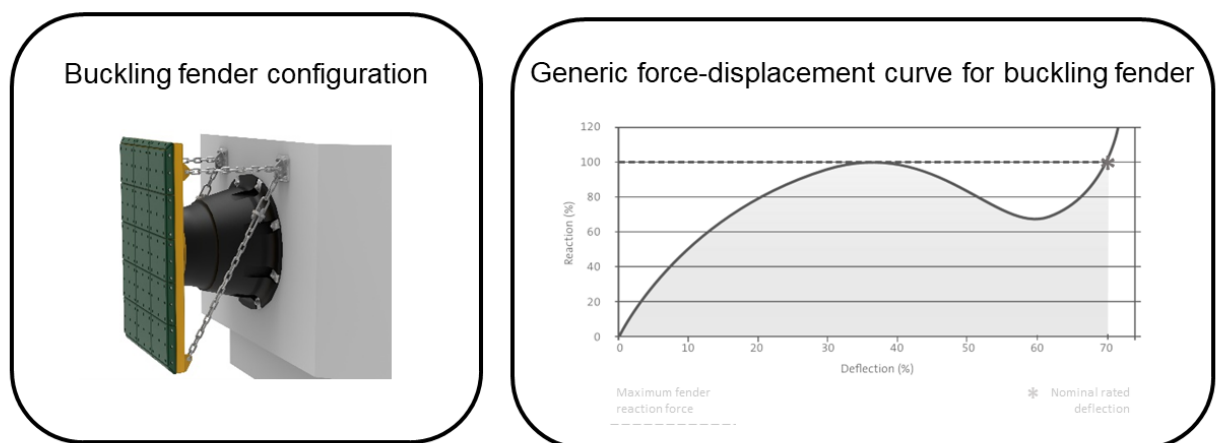 Buckling fender configuration
Generic force-displacement curve for buckling fender
120
100
80
60
40
20
0
Reaction (%)
0 10 20 30 40 50 60 70
Deflection (%)
Maximum fender
reaction force
Nominal rated
deflection